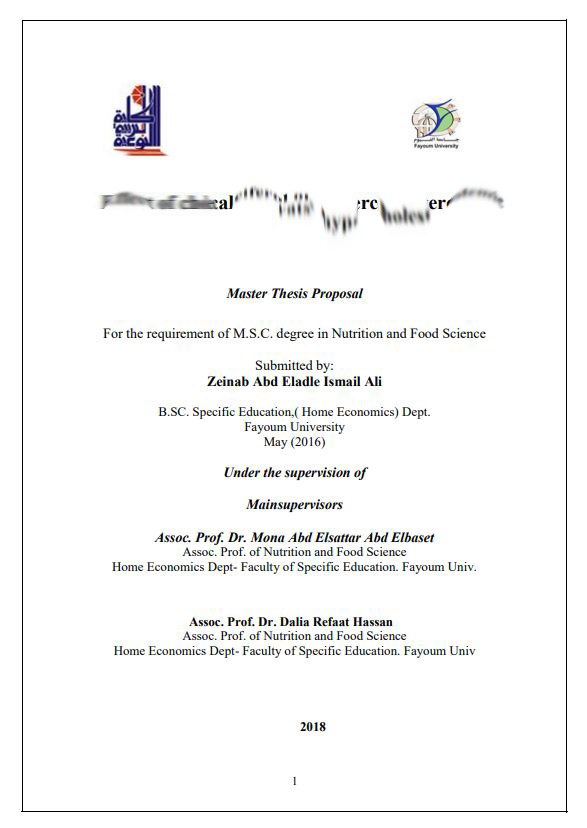 جامعة الفيوم
Fayoum University
of
Master Thesis Proposal
For the requirement of M.S.C. degree in Nutrition and Food Science
Submitted by:
Zeinab Abd Eladle Ismail Ali
B.SC. Specific Education,( Home Economics) Dept.
Fayoum University
May (2016)
Under the supervision of
Mainsupervisors
Assoc. Prof. Dr. Mona Abd Elsattar Abd Elbaset
Assoc. Prof. of Nutrition and Food Science
Home Economics Dept- Faculty of Specific Education. Fayoum Univ.
Assoc. Prof. Dr. Dalia Refaat Hassan
Assoc. Prof. of Nutrition and Food Science
Home Economics Dept- Faculty of Specific Education. Fayoum Univ
2018
1